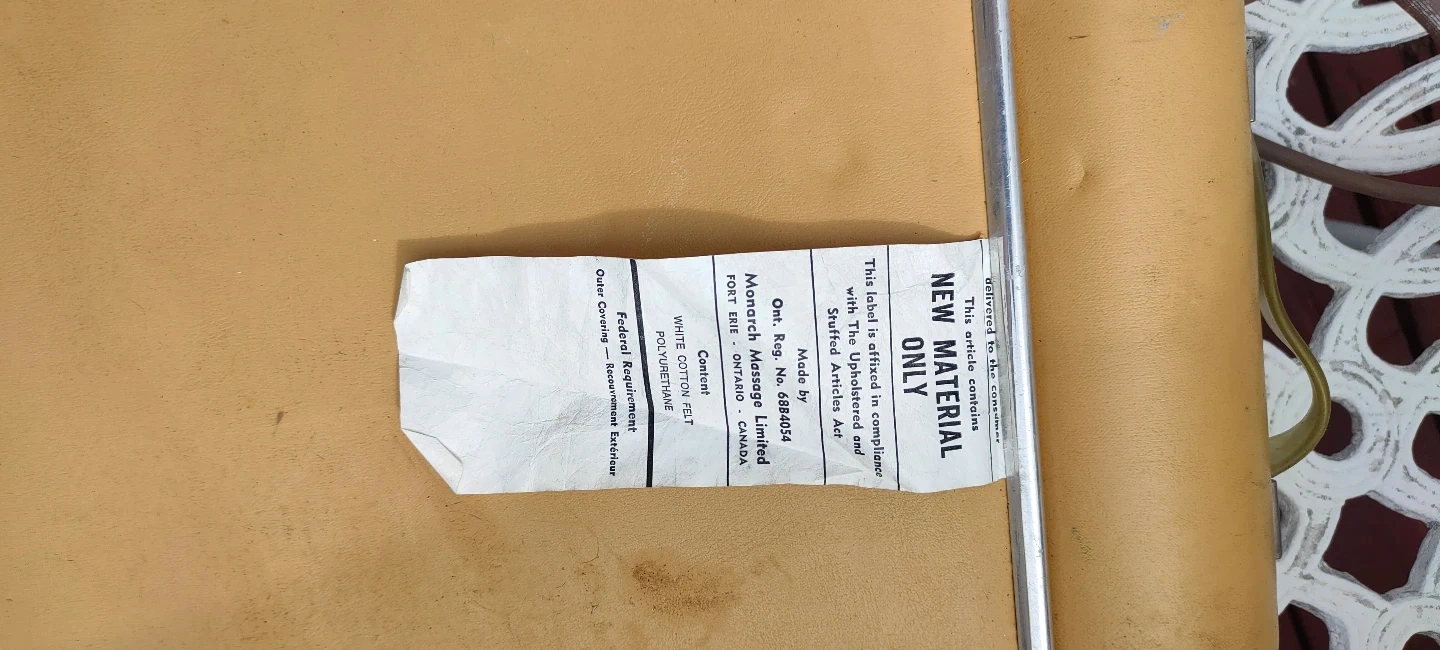 delivered to the consumer
This article contains
NEW MATERIAL
ONLY
This label is affixed in compliance
with The Upholstered and
Stuffed Articles Act
Made by
Ont. Reg. No. 68B4054
Monarch Massage Limited
FORT ERIE - ONTARIO - CANADA
Content
WHITE COTTON FELT
POLYURETHANE
Federal Requirement
Outer Covering — Recouvrement Extérieur